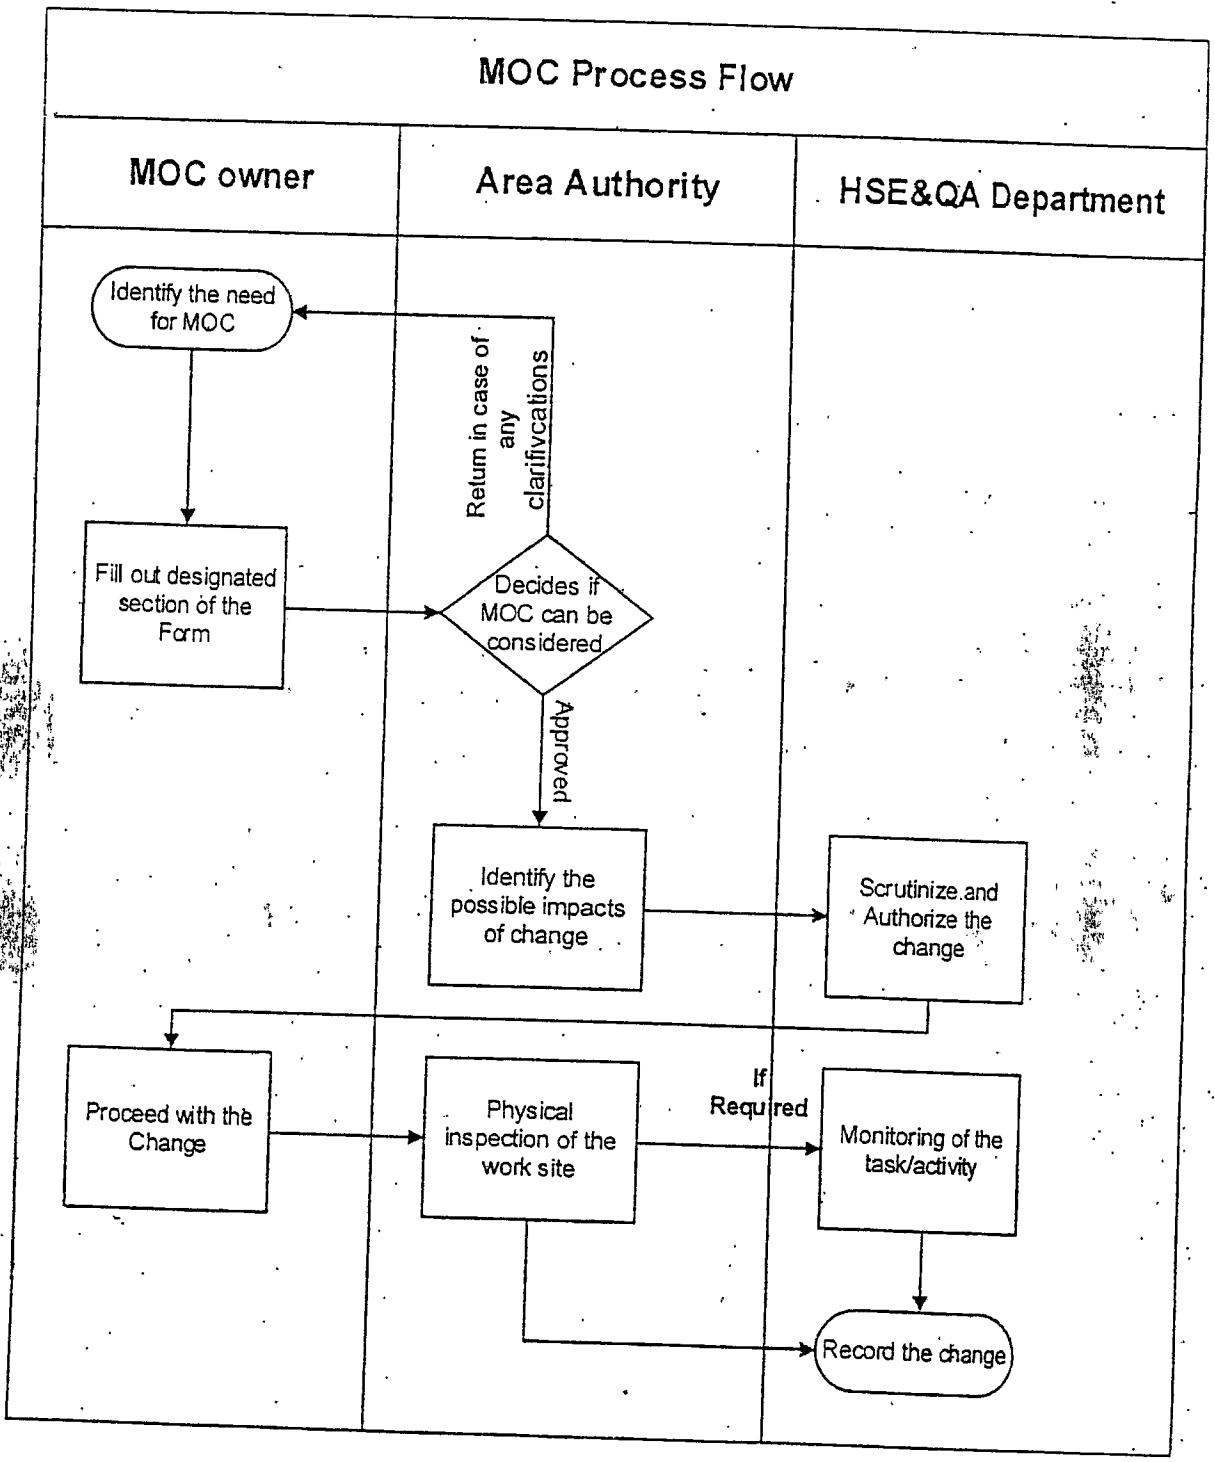 MOC Process Flow
MOC owner
Area Authority
HSE&QA Department
Identify the need
for MOC
Return in case of
any
clarifivcations
Fill out designated
section of the
Form
Decides if
MOC can be
considered
Approved
Identify the
possible impacts
of change
Scrutinize and
Authorize the
change
Proceed with the
Change
Physical
inspection of the
work site
If
Required
Monitoring of the
task/activity
Record the change